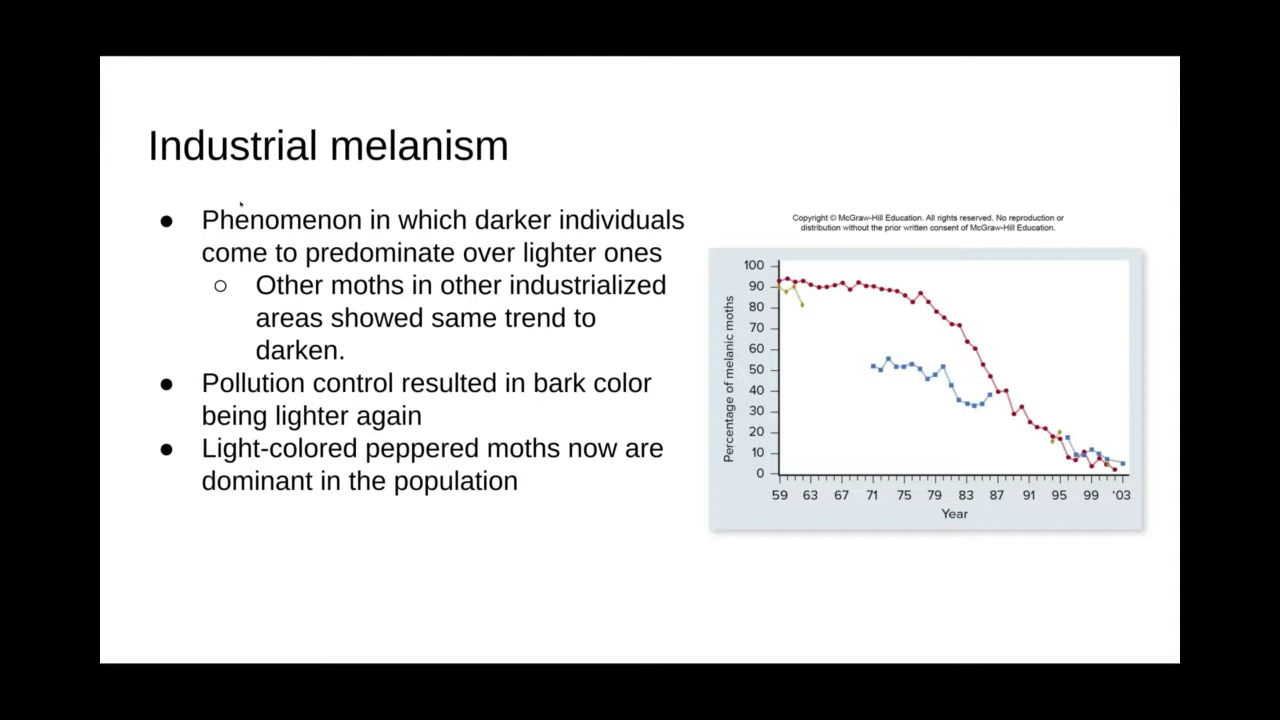 Industrial melanism
● Phenomenon in which darker individuals
come to predominate over lighter ones
○ Other moths in other industrialized
areas showed same trend to
darken.
● Pollution control resulted in bark color
being lighter again
● Light-colored peppered moths now are
dominant in the population
Copyright © McGraw-Hill Education. All rights reserved. No reproduction or
distribution without the prior written consent of McGraw-Hill Education.
Percentage of melanic moths
100
90
80
70
60
50
40
30
20
10
0
59 63 67 71 75 79 83 87 91 95 99 '03
Year